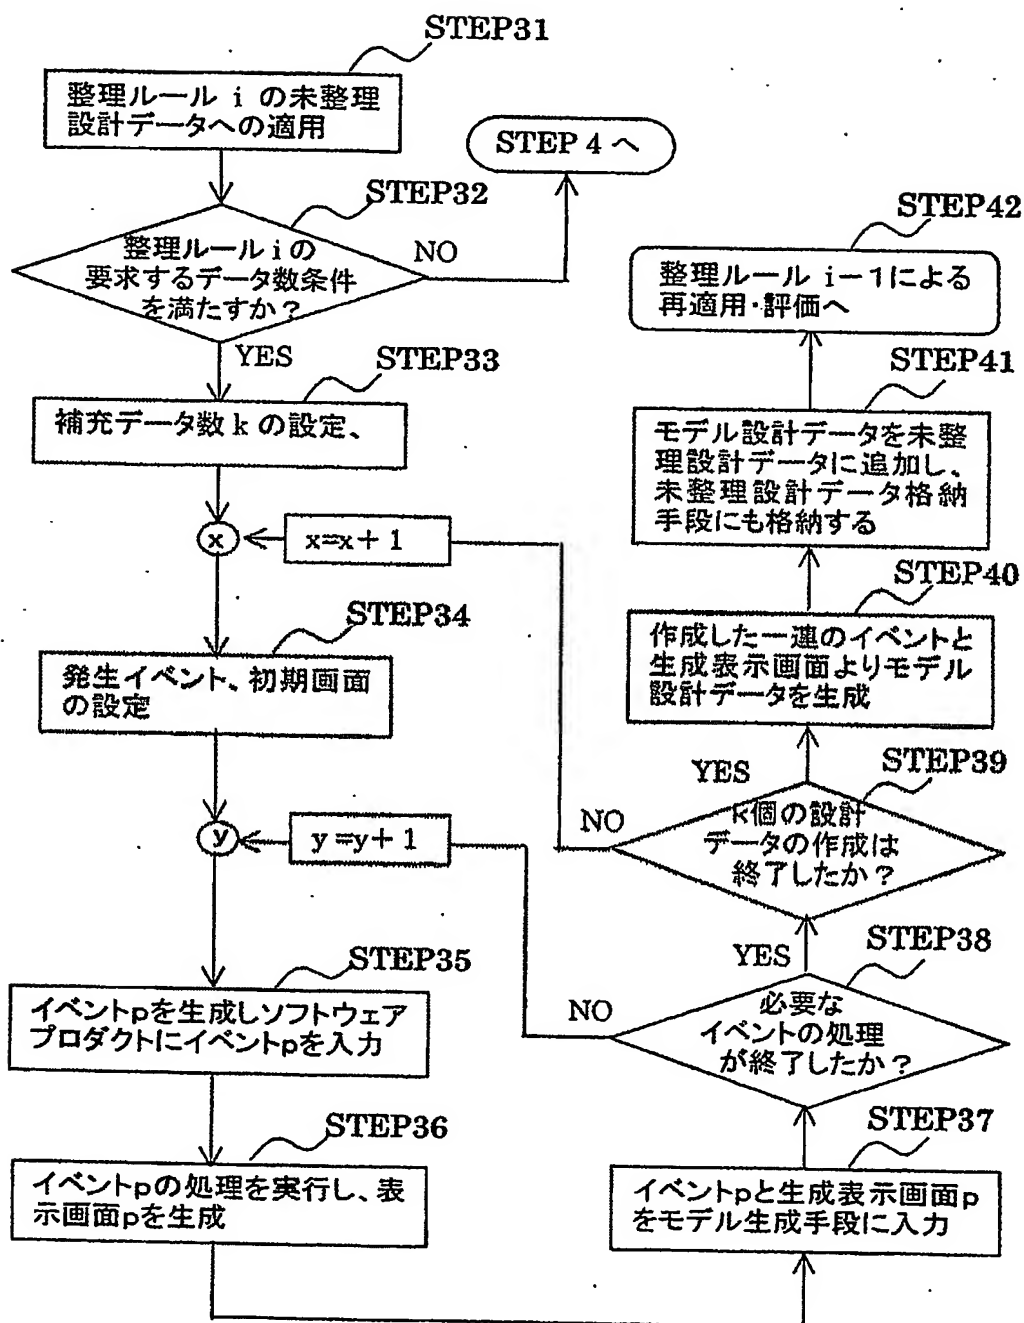 STEP31
整理ルール i の未整理
設計データへの適用
STEP 4 へ
STEP32
整理ルール i の
要求するデータ数条件
を満たすか？
NO
YES
STEP33
補充データ数 k の設定、
x
x=x+1
STEP34
発生イベント、初期画面
の設定
y
y=y+1
STEP35
イベントpを生成しソフトウェア
プロダクトにイベントpを入力
STEP36
イベントpの処理を実行し、表
示画面pを生成
STEP37
イベントpと生成表示画面p
をモデル生成手段に入力
STEP38
必要な
イベントの処理
が終了したか？
NO
YES
STEP39
k個の設計
データの作成は
終了したか？
NO
YES
STEP40
作成した一連のイベントと
生成表示画面よりモデル
設計データを生成
STEP41
モデル設計データを未整
理設計データに追加し、
未整理設計データ格納
手段にも格納する
STEP42
整理ルール i－1による
再適用・評価へ